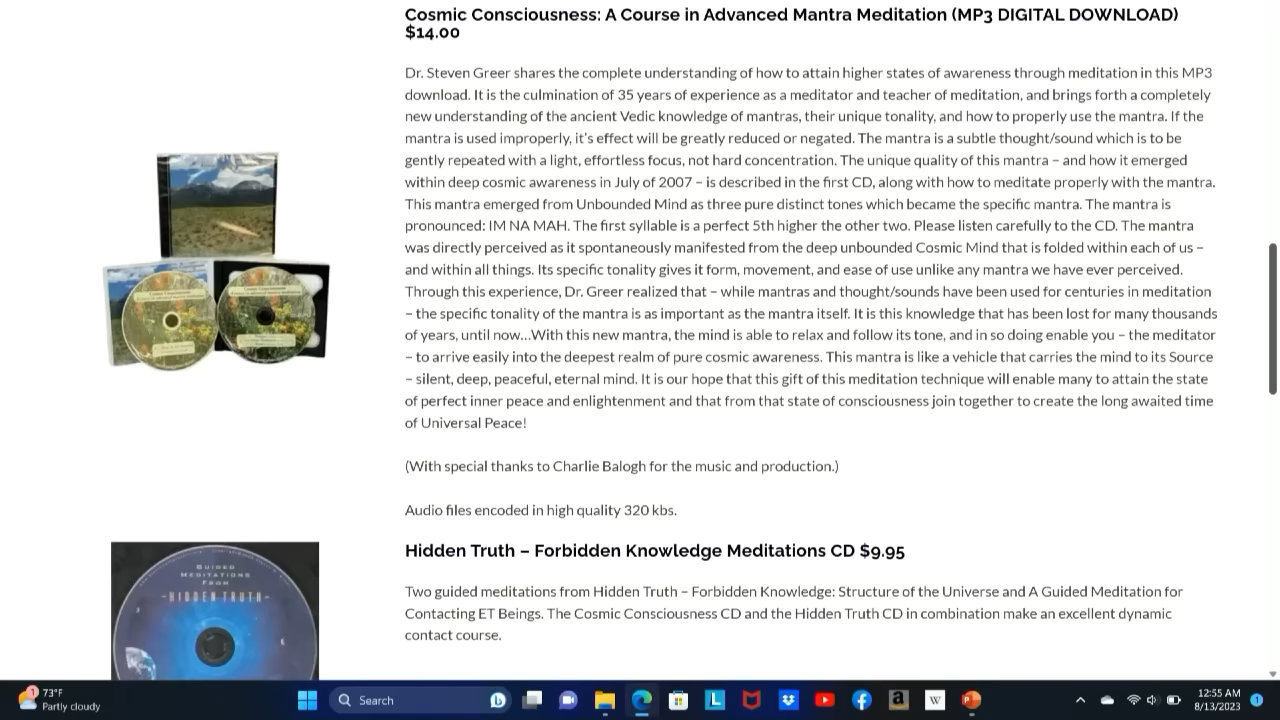 Cosmic Consciousness: A Course in Advanced Mantra Meditation (MP3 DIGITAL DOWNLOAD)
$14.00
Dr. Steven Greer shares the complete understanding of how to attain higher states of awareness through meditation in this MP3
download. It is the culmination of 35 years of experience as a meditator and teacher of meditation, and brings forth a completely
new understanding of the ancient Vedic knowledge of mantras, their unique tonality, and how to properly use the mantra. If the
mantra is used improperly, it's effect will be greatly reduced or negated. The mantra is a subtle thought/sound which is to be
gently repeated with a light, effortless focus, not hard concentration. The unique quality of this mantra – and how it emerged
within deep cosmic awareness in July of 2007 – is described in the first CD, along with how to meditate properly with the mantra.
This mantra emerged from Unbounded Mind as three pure distinct tones which became the specific mantra. The mantra is
pronounced: IM NA MAH. The first syllable is a perfect 5th higher the other two. Please listen carefully to the CD. The mantra
was directly perceived as it spontaneously manifested from the deep unbounded Cosmic Mind that is folded within each of us –
and within all things. Its specific tonality gives it form, movement, and ease of use unlike any mantra we have ever perceived.
Through this experience, Dr. Greer realized that – while mantras and thought/sounds have been used for centuries in meditation
– the specific tonality of the mantra is as important as the mantra itself. It is this knowledge that has been lost for many thousands
of years, until now...With this new mantra, the mind is able to relax and follow its tone, and in so doing enable you – the meditator
– to arrive easily into the deepest realm of pure cosmic awareness. This mantra is like a vehicle that carries the mind to its Source
– silent, deep, peaceful, eternal mind. It is our hope that this gift of this meditation technique will enable many to attain the state
of perfect inner peace and enlightenment and that from that state of consciousness join together to create the long awaited time
of Universal Peace!
(With special thanks to Charlie Balogh for the music and production.)
Audio files encoded in high quality 320 kbs.
GUIDED
MEDITATIONS
FROM
-HIDDEN TRUTH-
Hidden Truth – Forbidden Knowledge Meditations CD $9.95
Two guided meditations from Hidden Truth – Forbidden Knowledge: Structure of the Universe and A Guided Meditation for
Contacting ET Beings. The Cosmic Consciousness CD and the Hidden Truth CD in combination make an excellent dynamic
contact course.
1
73°F
Partly cloudy
Search
L
a
W
P
12:55 AM
8/13/2023
1